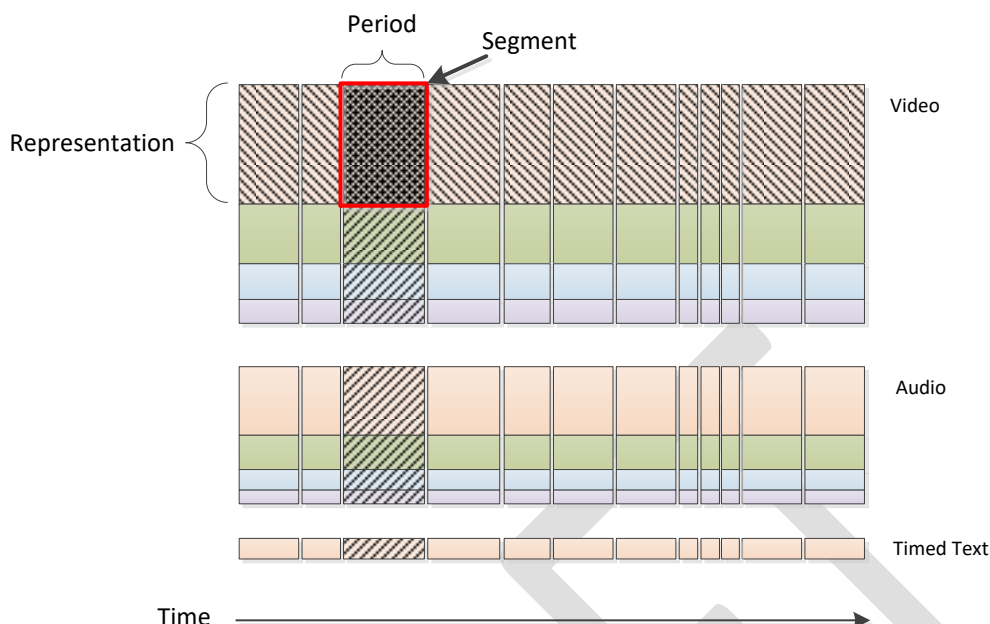 Period
Segment
Video
Representation
Audio
Timed Text
Time